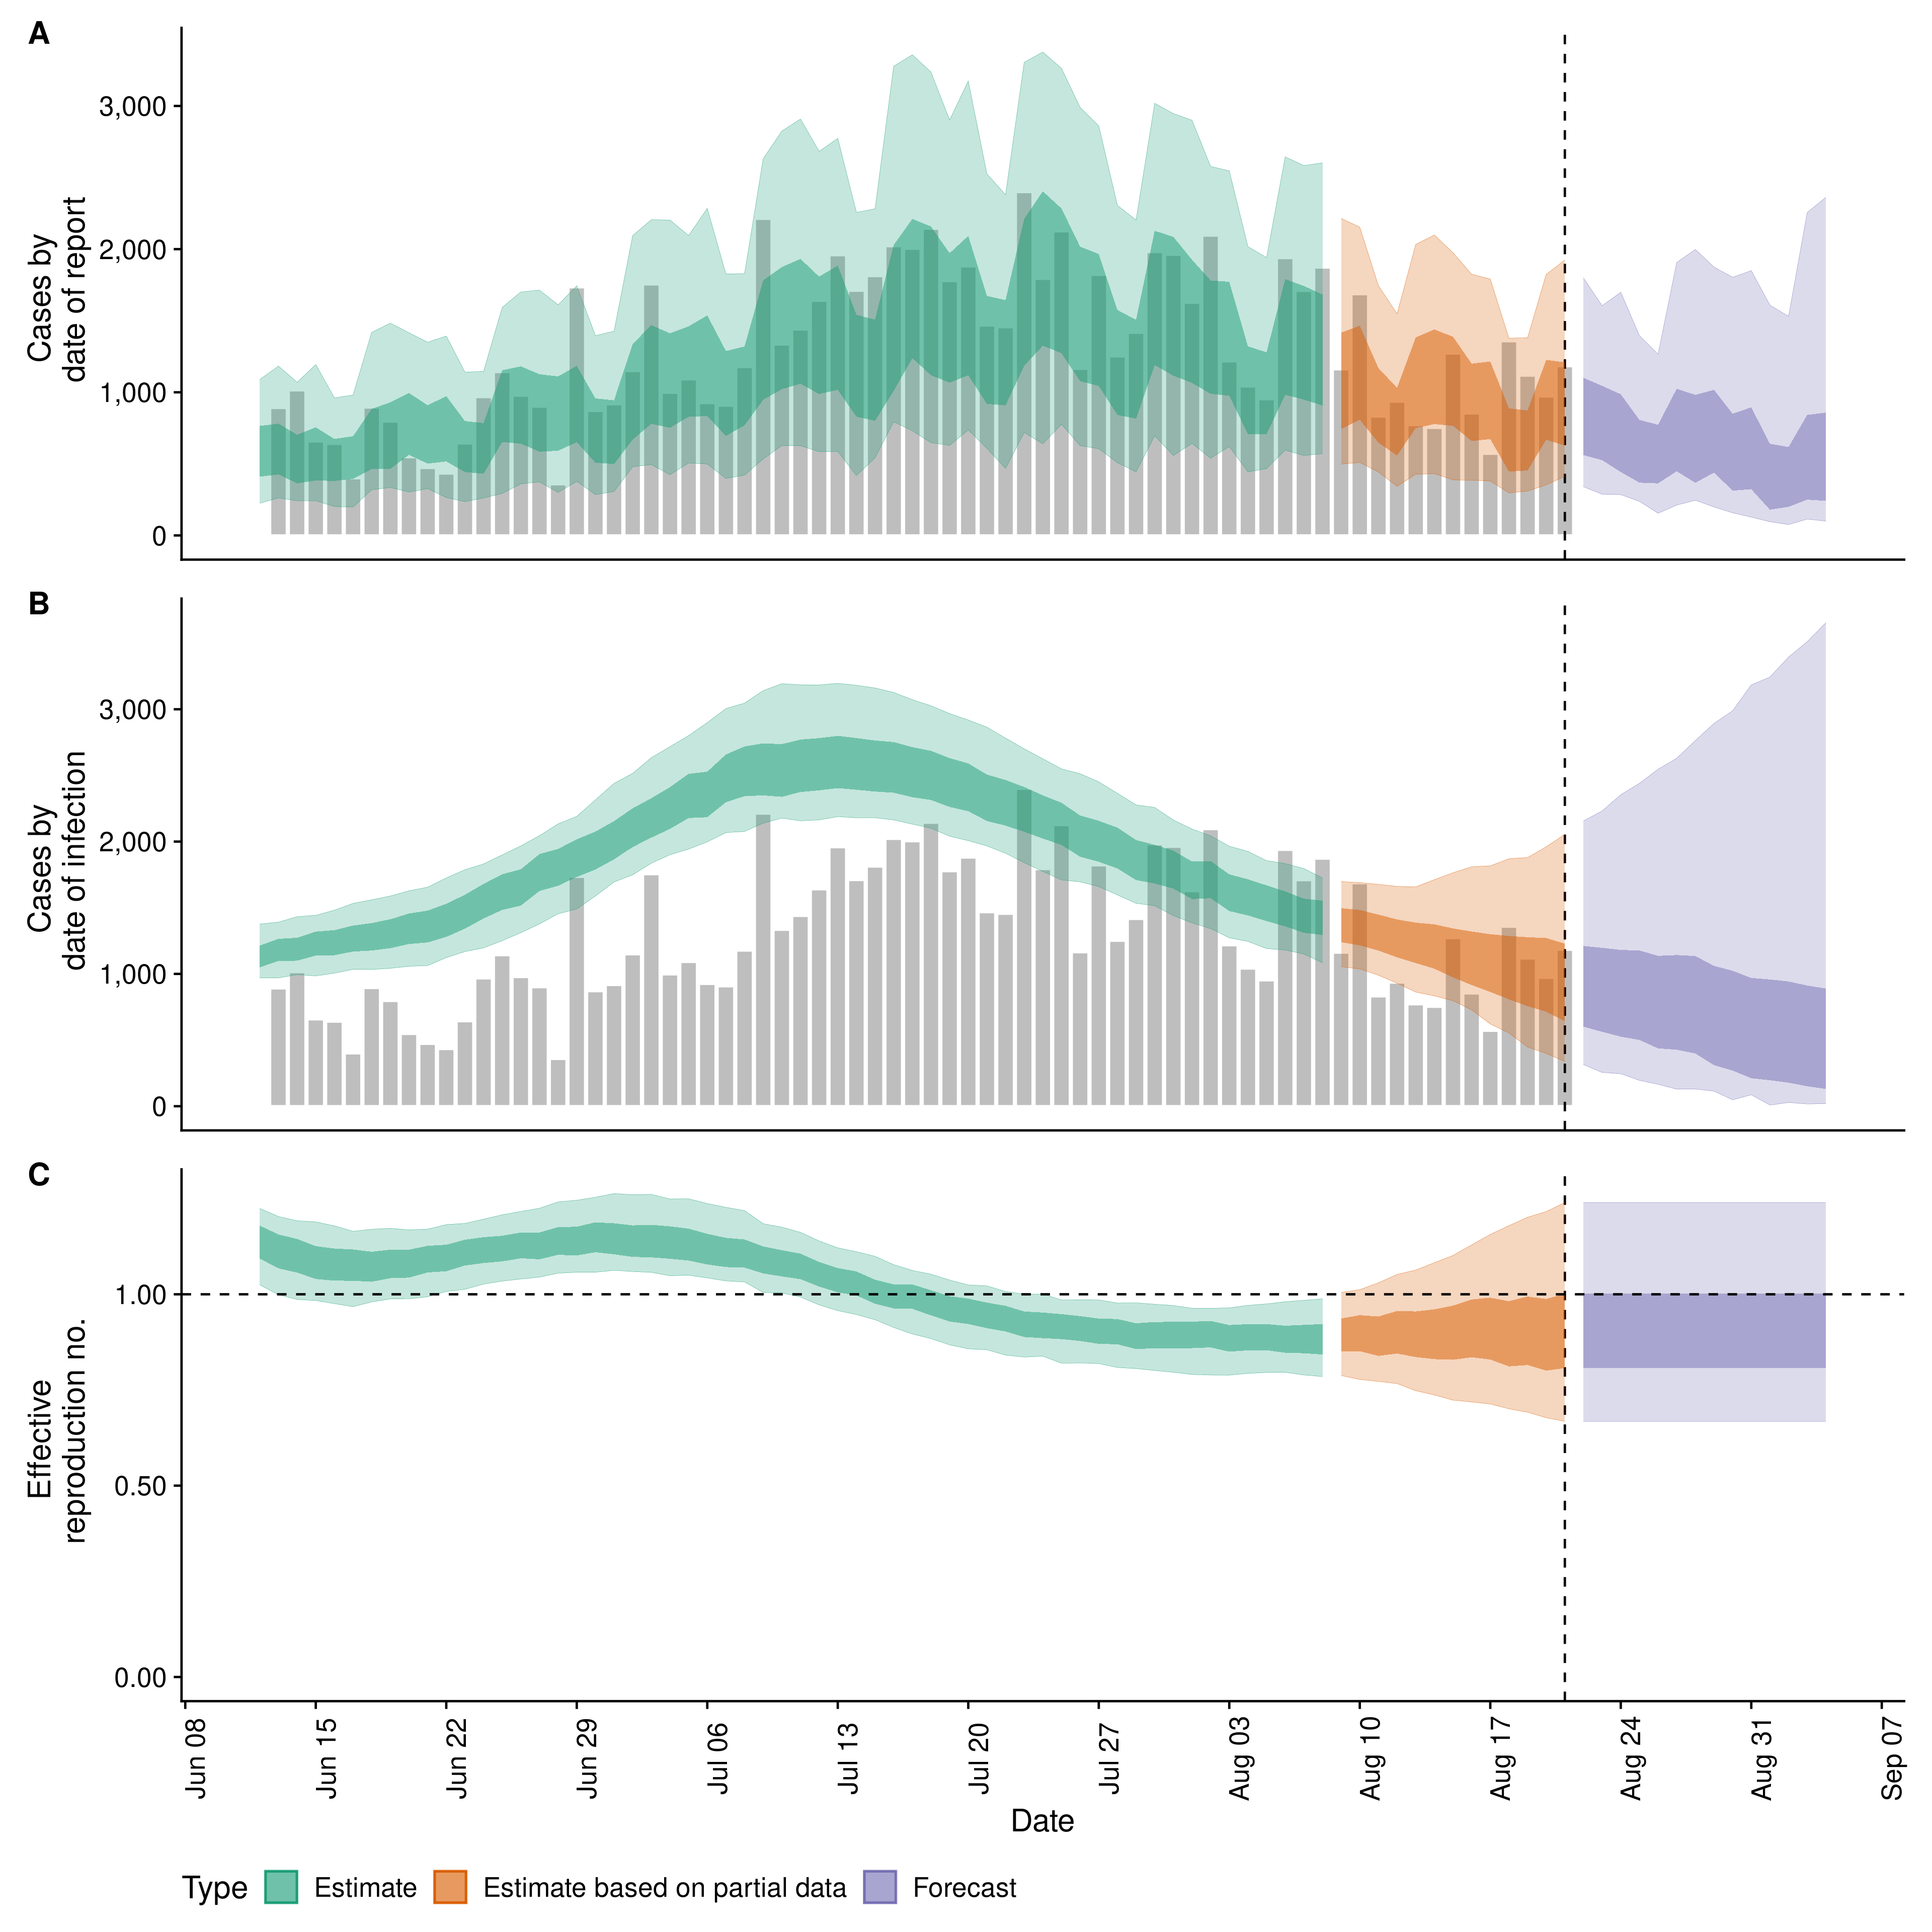 A
Cases by
date of report
3,000
2,000
1,000
0
B
Cases by
date of infection
3,000
2,000
1,000
0
C
Effective
reproduction no.
1.00
0.50
0.00
Jun 08
Jun 15
Jun 22
Jun 29
Jul 06
Jul 13
Jul 20
Jul 27
Aug 03
Aug 10
Aug 17
Aug 24
Aug 31
Sep 07
Date
Type Estimate Estimate based on partial data Forecast